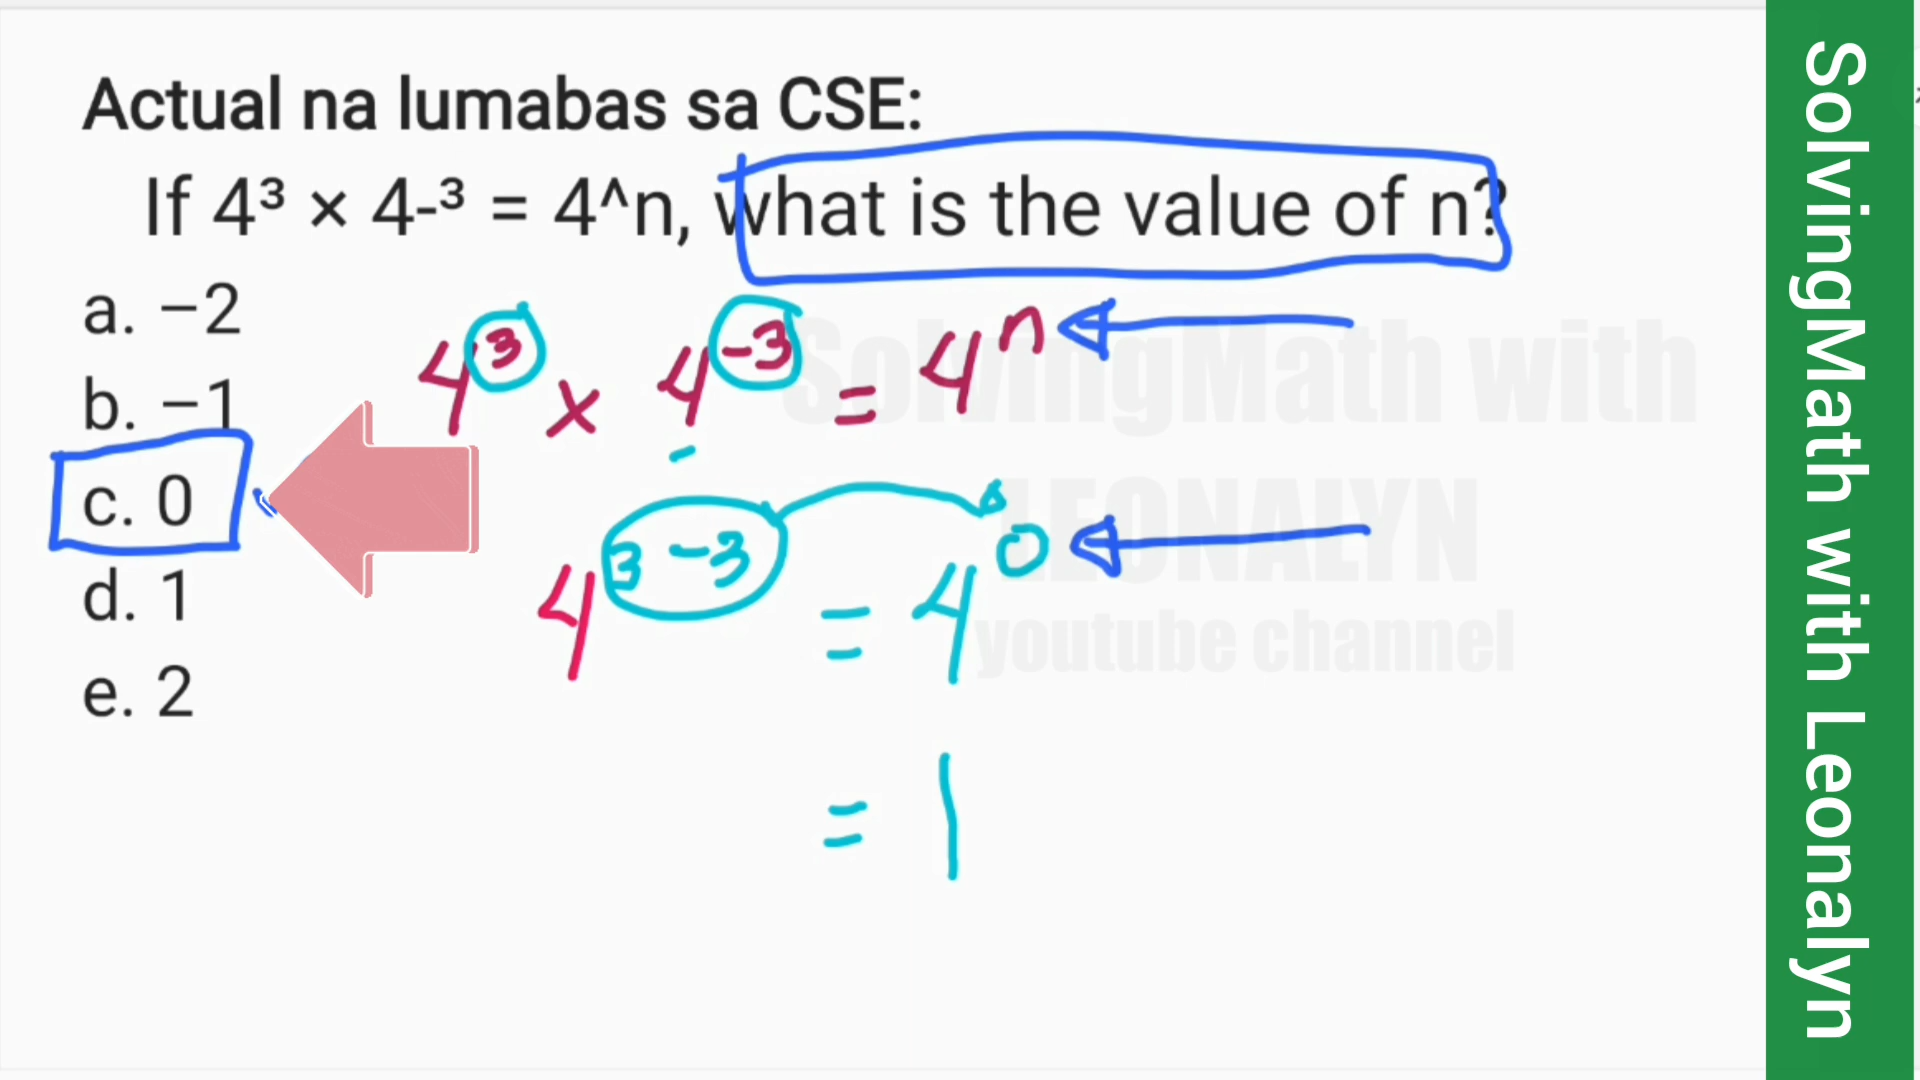 Actual na lumabas sa CSE:
If 4³ × 4-³ = 4^n, what is the value of n?
a. –2
b. –1
c. 0
d. 1
e. 2
4³ x 4⁻³ = 4ⁿ
4³⁻³ = 4⁰
= 1
SolvingMath with
LEONALYN
youtube channel
SolvingMath with Leonalyn